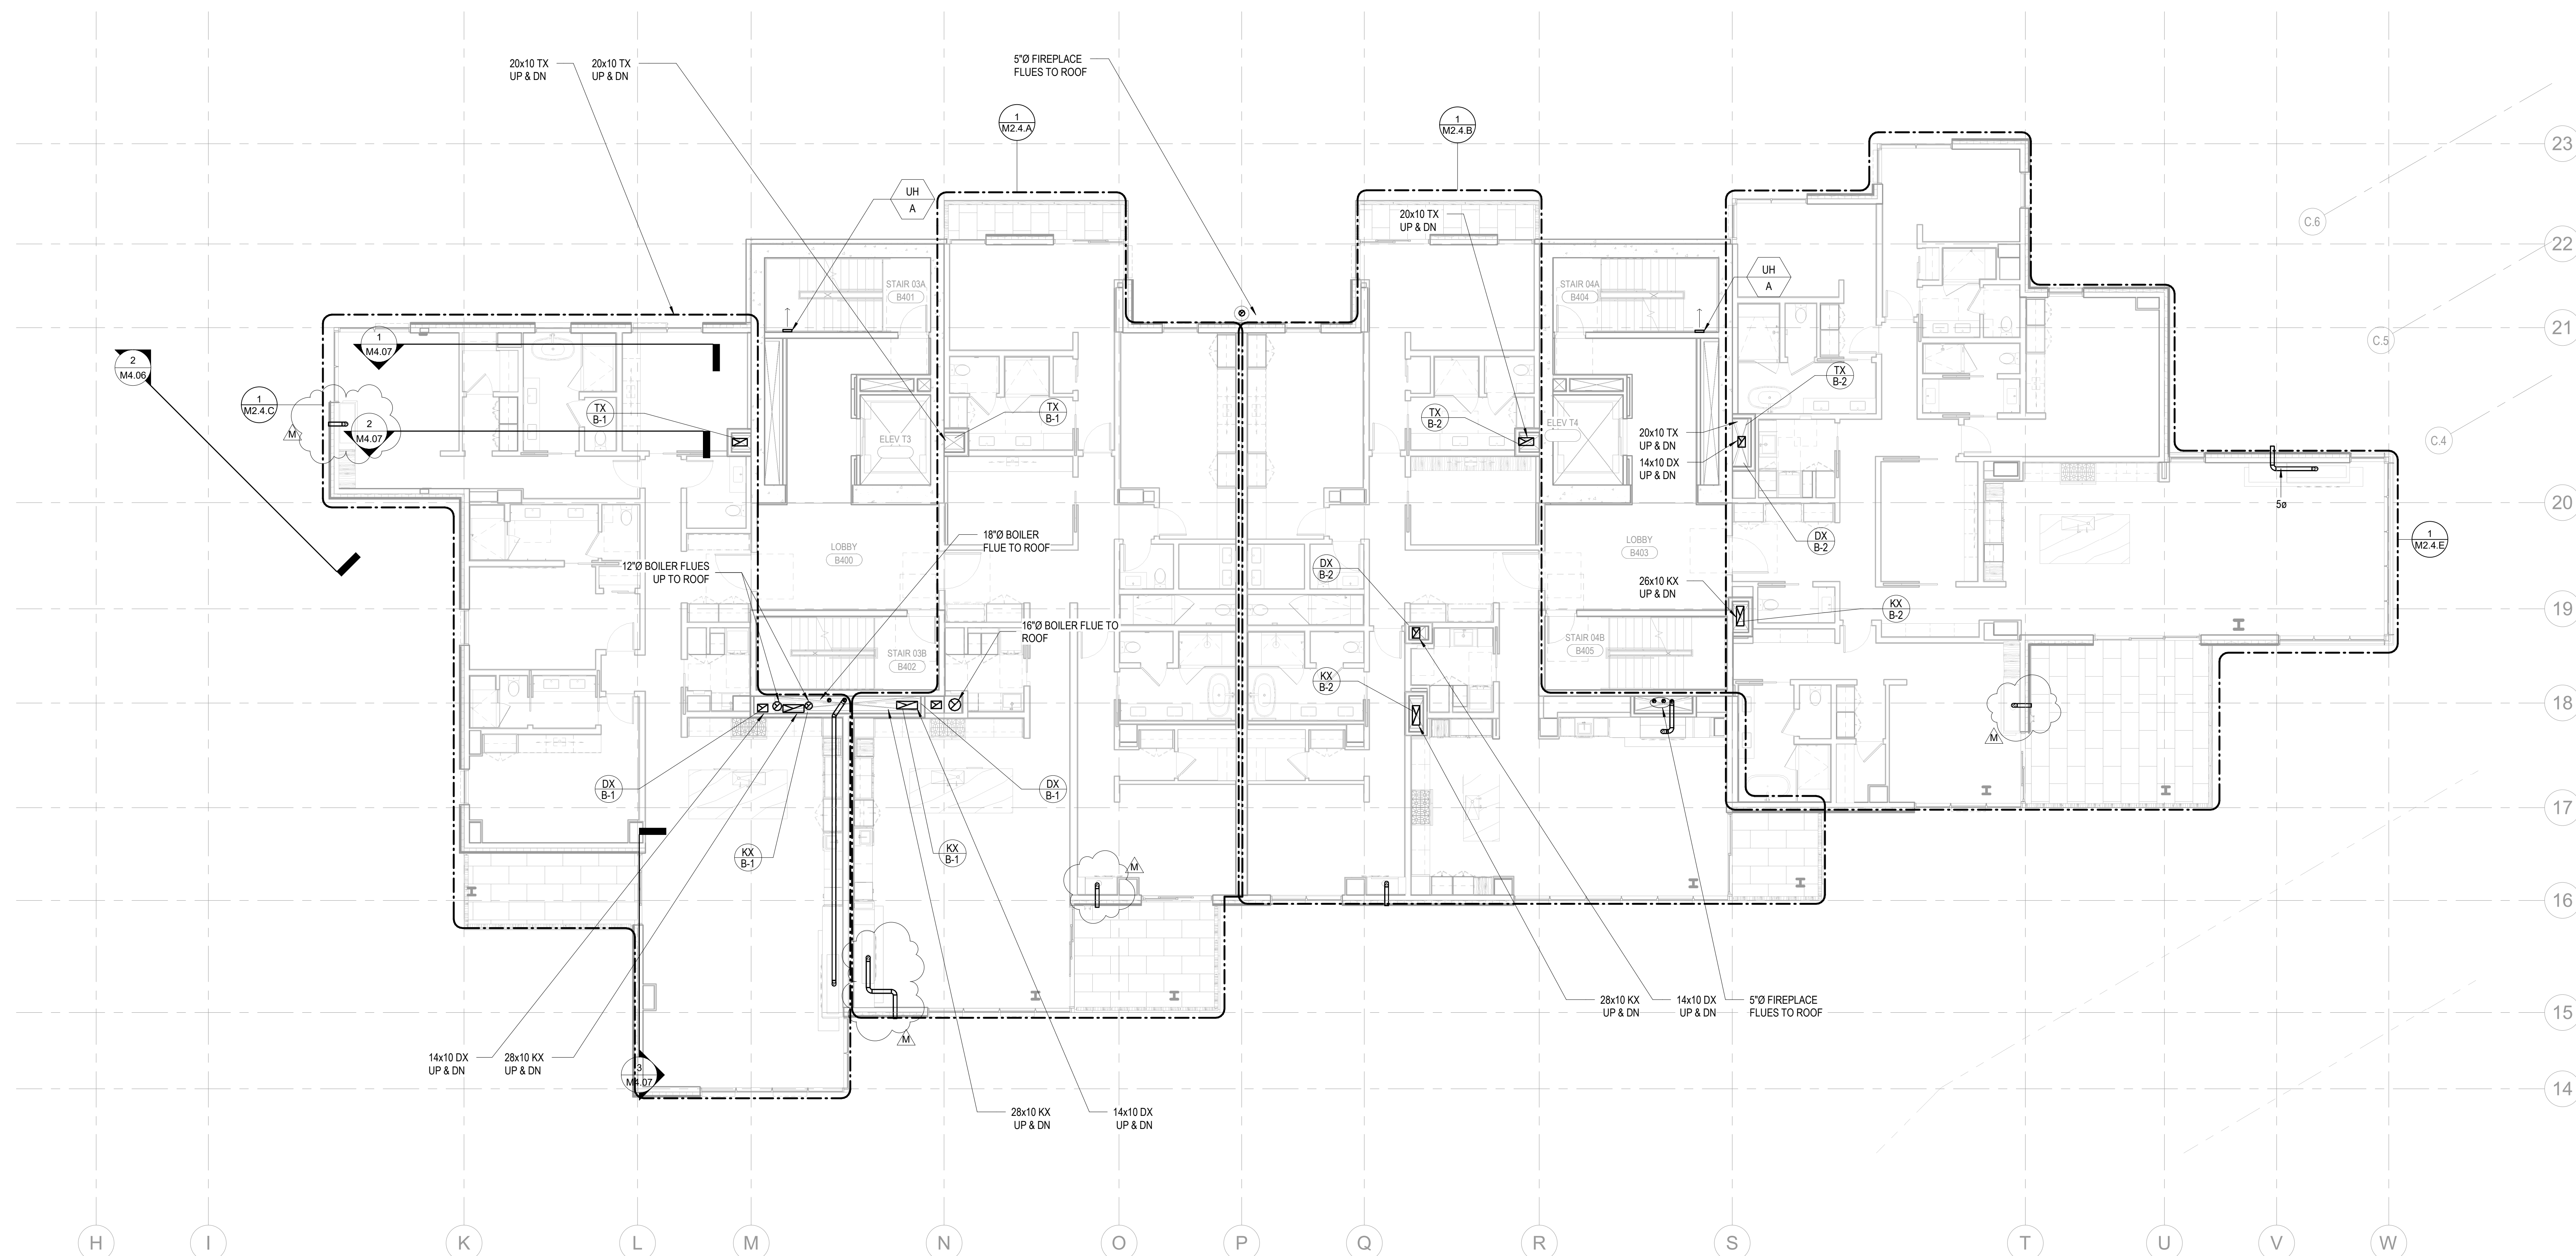 20x10 TX
UP & DN
20x10 TX
UP & DN
5"Ø FIREPLACE
FLUES TO ROOF
1
M2.4.A
1
M2.4.B
23
C.6
UH
A
20x10 TX
UP & DN
22
UH
A
STAIR 03A
B401
STAIR 04A
B404
21
C.5
1
M4.07
2
M4.06
1
M2.4.C
M
2
M4.07
TX
B-1
ELEV T3
TX
B-1
TX
B-2
ELEV T4
20x10 TX
UP & DN
14x10 DX
UP & DN
TX
B-2
C.4
5ø
20
1
M2.4.E
18"Ø BOILER
FLUE TO ROOF
12"Ø BOILER FLUES
UP TO ROOF
LOBBY
B400
LOBBY
B403
DX
B-2
DX
B-2
26x10 KX
UP & DN
KX
B-2
19
16"Ø BOILER FLUE TO
ROOF
STAIR 03B
B402
STAIR 04B
B405
KX
B-2
18
M
DX
B-1
DX
B-1
17
KX
B-1
KX
B-1
M
16
28x10 KX
UP & DN
14x10 DX
UP & DN
5"Ø FIREPLACE
FLUES TO ROOF
15
M
14x10 DX
UP & DN
28x10 KX
UP & DN
3
M4.07
14
28x10 KX
UP & DN
14x10 DX
UP & DN
H
I
K
L
M
N
O
P
Q
R
S
T
U
V
W